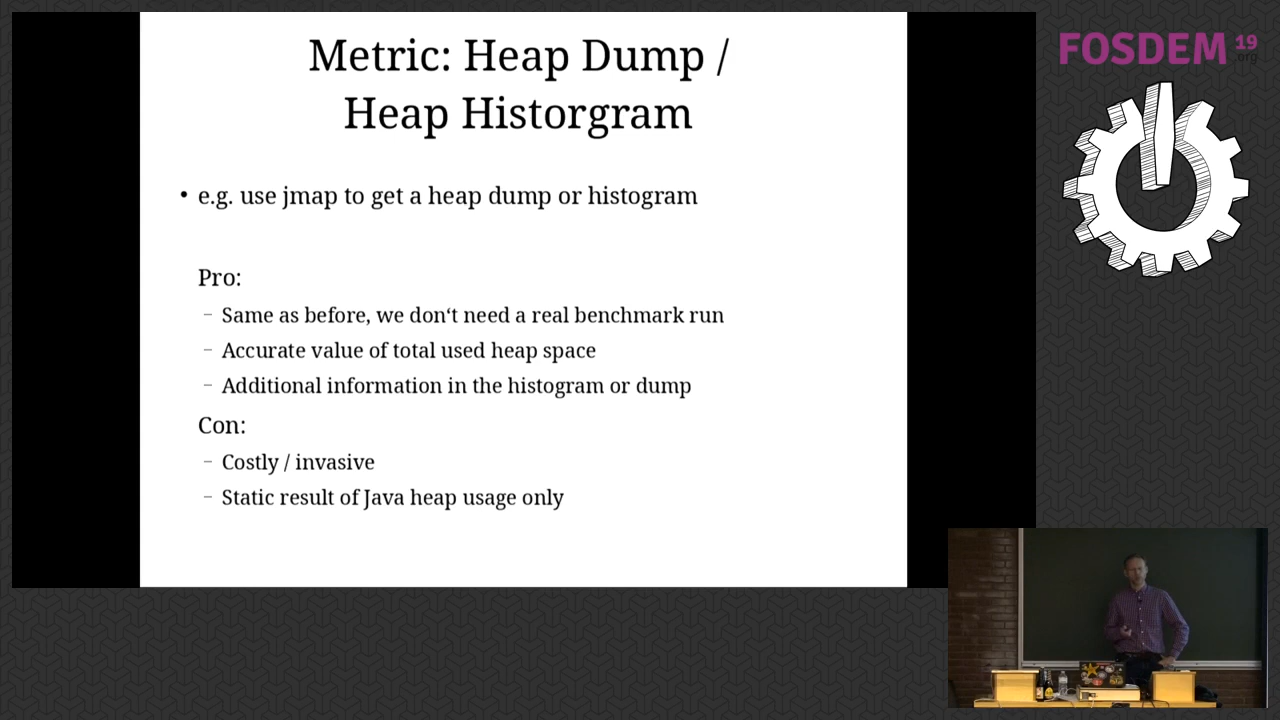 Metric: Heap Dump /
Heap Historgram
• e.g. use jmap to get a heap dump or histogram
Pro:
– Same as before, we don‘t need a real benchmark run
– Accurate value of total used heap space
– Additional information in the histogram or dump
Con:
– Costly / invasive
– Static result of Java heap usage only
FOSDEM 19
.org